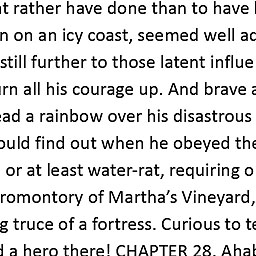 t rather have done than to have
n on an icy coast, seemed well ac
still further to those latent influe
rn all his courage up. And brave a
ead a rainbow over his disastrous
ould find out when he obeyed the
or at least water-rat, requiring o
romontory of Martha's Vineyard,
g truce of a fortress. Curious to te
d a hero there! CHAPTER 28. Ahab